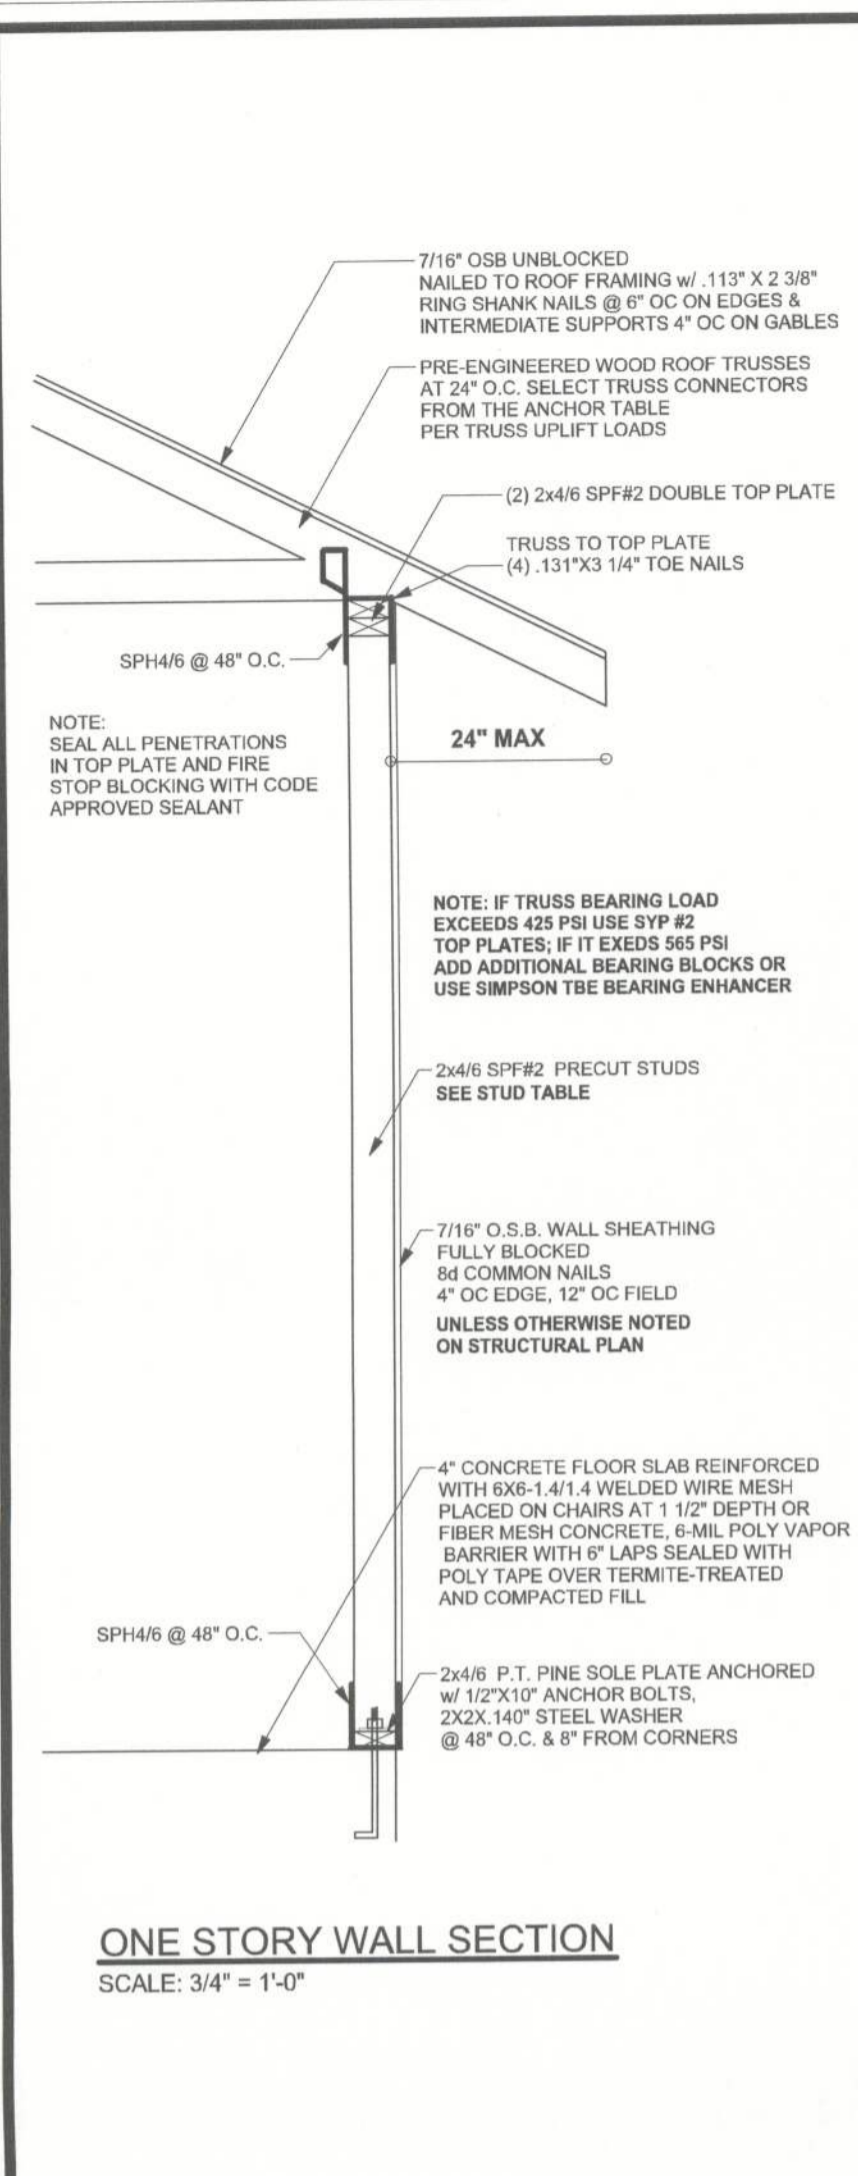 7/16" OSB UNBLOCKED
NAILED TO ROOF FRAMING w/ .113" X 2 3/8"
RING SHANK NAILS @ 6" OC ON EDGES &
INTERMEDIATE SUPPORTS 4" OC ON GABLES
PRE-ENGINEERED WOOD ROOF TRUSSES
AT 24" O.C. SELECT TRUSS CONNECTORS
FROM THE ANCHOR TABLE
PER TRUSS UPLIFT LOADS
(2) 2x4/6 SPF#2 DOUBLE TOP PLATE
TRUSS TO TOP PLATE
(4) .131"X3 1/4" TOE NAILS
SPH4/6 @ 48" O.C.
NOTE:
SEAL ALL PENETRATIONS
IN TOP PLATE AND FIRE
STOP BLOCKING WITH CODE
APPROVED SEALANT
24" MAX
NOTE: IF TRUSS BEARING LOAD
EXCEEDS 425 PSI USE SYP #2
TOP PLATES; IF IT EXEDS 565 PSI
ADD ADDITIONAL BEARING BLOCKS OR
USE SIMPSON TBE BEARING ENHANCER
2x4/6 SPF#2 PRECUT STUDS
SEE STUD TABLE
7/16" O.S.B. WALL SHEATHING
FULLY BLOCKED
8d COMMON NAILS
4" OC EDGE, 12" OC FIELD
UNLESS OTHERWISE NOTED
ON STRUCTURAL PLAN
4" CONCRETE FLOOR SLAB REINFORCED
WITH 6X6-1.4/1.4 WELDED WIRE MESH
PLACED ON CHAIRS AT 1 1/2" DEPTH OR
FIBER MESH CONCRETE, 6-MIL POLY VAPOR
BARRIER WITH 6" LAPS SEALED WITH
POLY TAPE OVER TERMITE-TREATED
AND COMPACTED FILL
SPH4/6 @ 48" O.C.
2x4/6 P.T. PINE SOLE PLATE ANCHORED
w/ 1/2"X10" ANCHOR BOLTS,
2X2X.140" STEEL WASHER
@ 48" O.C. & 8" FROM CORNERS
ONE STORY WALL SECTION
SCALE: 3/4" = 1'-0"